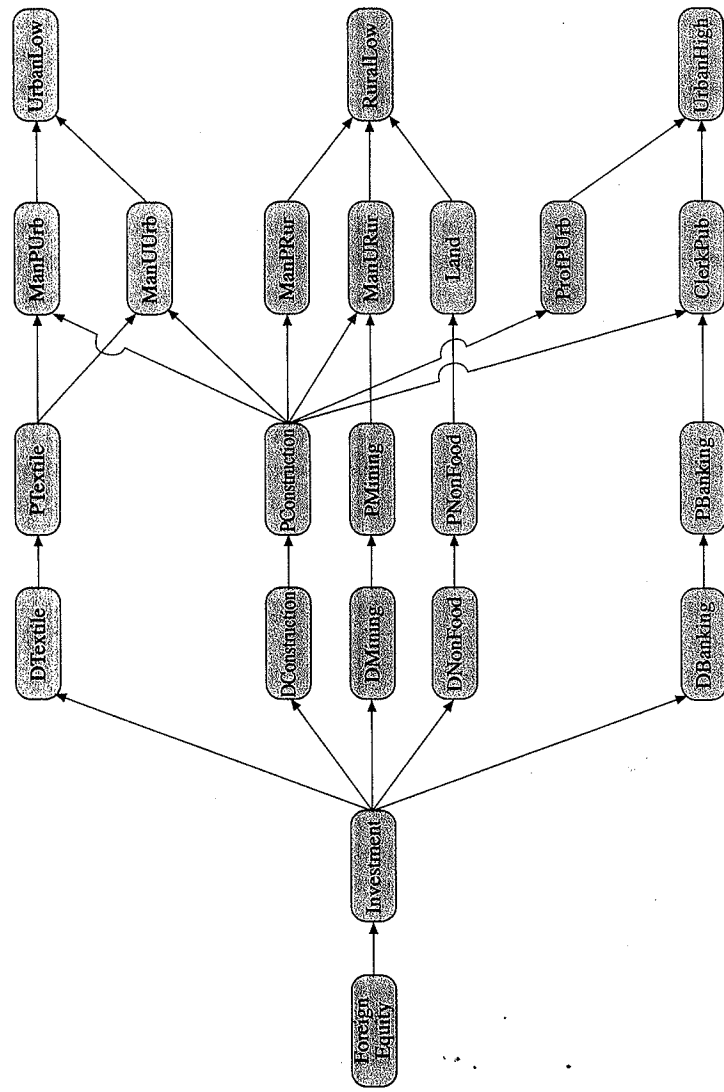 Foreign
Equity
Investment
DBanking
DNonFood
DMining
DConstruction
DTextile
PBanking
PNonFood
PMining
PConstruction
PTextile
ClerkPub
ProfPUrb
Land
ManURur
ManPRur
ManUUrb
ManPUrb
UrbanHigh
RuralLow
UrbanLow